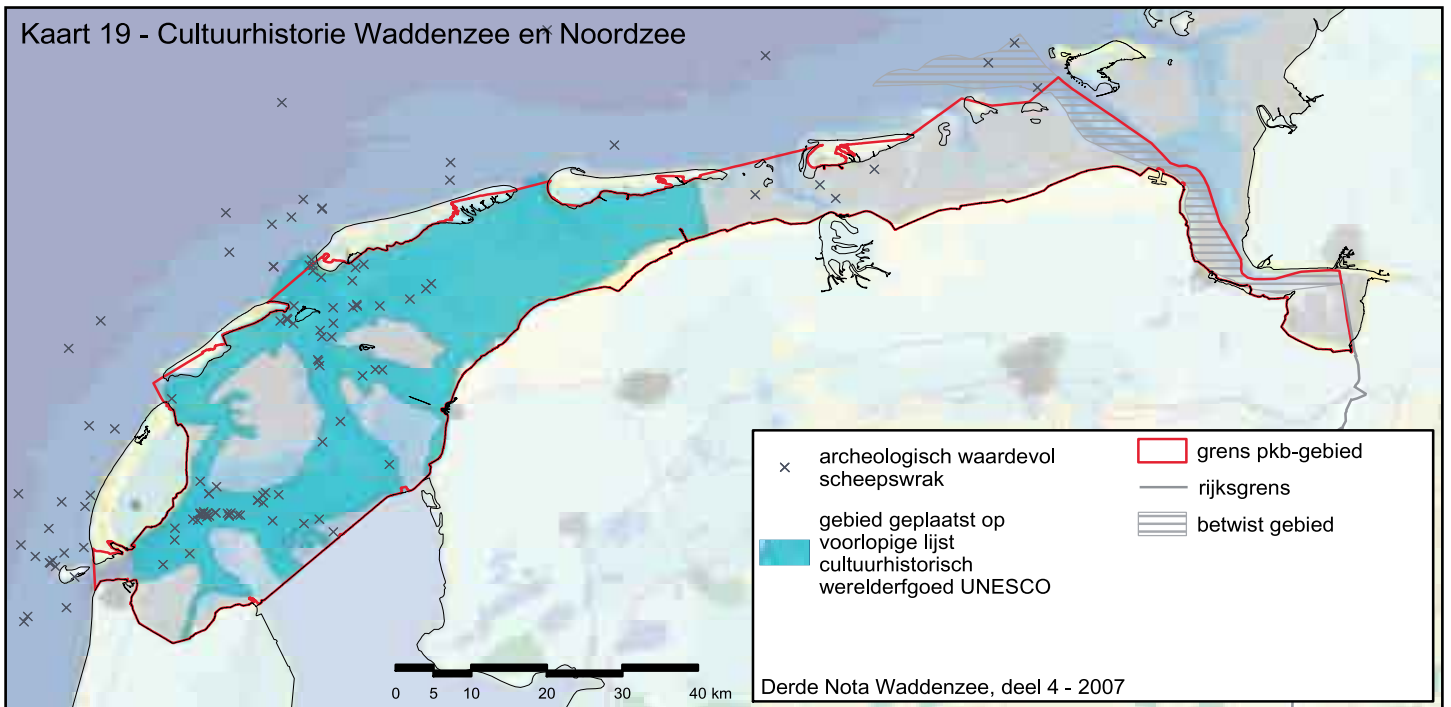 Kaart 19 - Cultuurhistorie Waddenzee en Noordzee
archeologisch waardevol
scheepswrak
gebied geplaatst op
voorlopige lijst
cultuurhistorisch
werelderfgoed UNESCO
grens pkb-gebied
rijksgrens
betwist gebied
0 5 10 20 30 40 km
Derde Nota Waddenzee, deel 4 - 2007